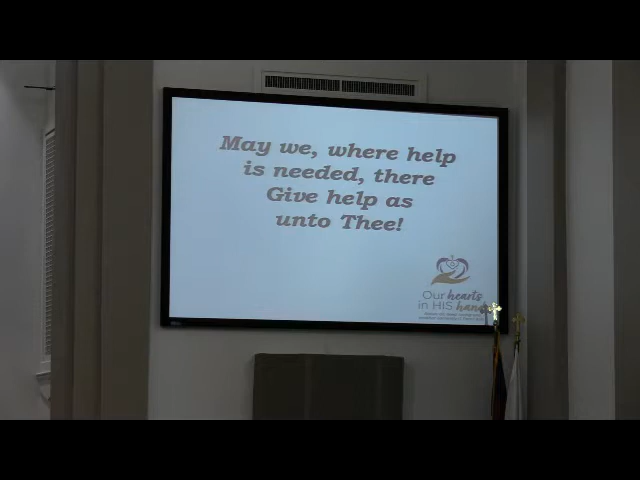 May we, where help
is needed, there
Give help as
unto Thee!
Our hearts
in HIS hands